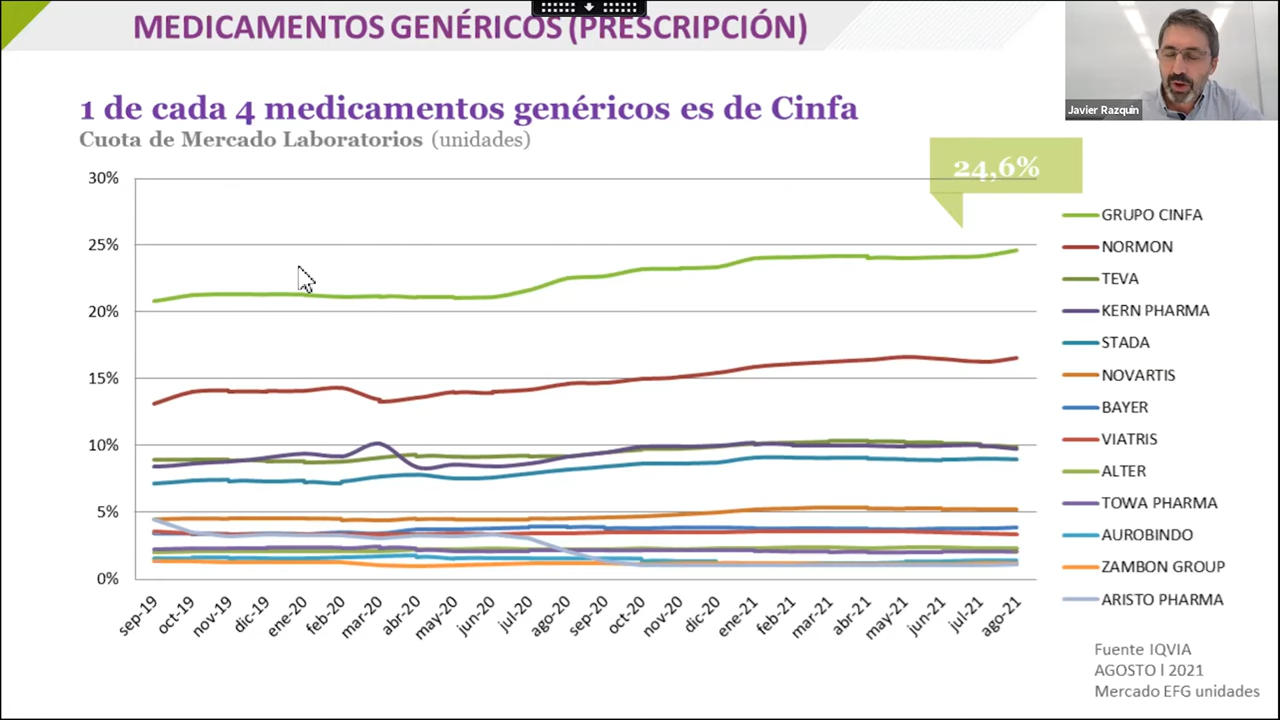 MEDICAMENTOS GENÉRICOS (PRESCRIPCIÓN)
Javier Razquin
1 de cada 4 medicamentos genéricos es de Cinfa
Cuota de Mercado Laboratorios (unidades)
24,6%
30%
25%
20%
15%
10%
5%
0%
sep-19
oct-19
nov-19
dic-19
ene-20
feb-20
mar-20
abr-20
may-20
jun-20
jul-20
ago-20
sep-20
oct-20
nov-20
dic-20
ene-21
feb-21
mar-21
abr-21
may-21
jun-21
jul-21
ago-21
GRUPO CINFA
NORMON
TEVA
KERN PHARMA
STADA
NOVARTIS
BAYER
VIATRIS
ALTER
TOWA PHARMA
AUROBINDO
ZAMBON GROUP
ARISTO PHARMA
Fuente IQVIA
AGOSTO l 2021
Mercado EFG unidades